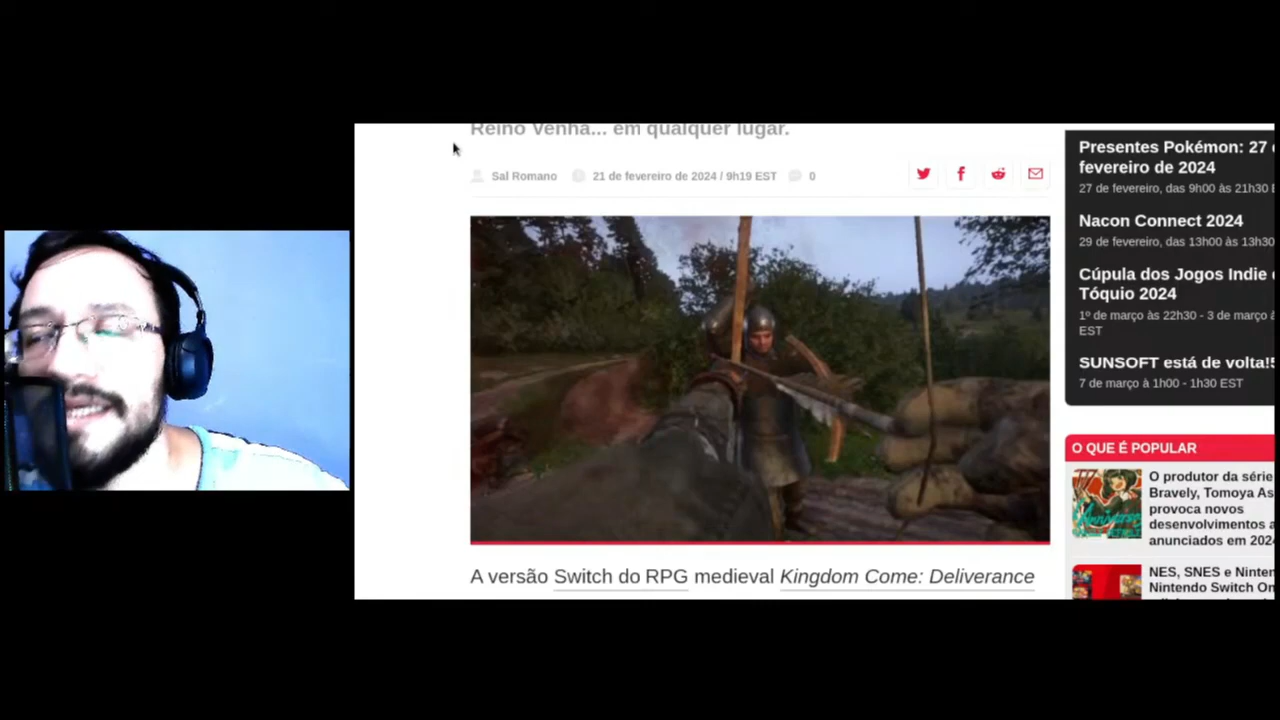 Reino Venha... em qualquer lugar.
Sal Romano 21 de fevereiro de 2024 / 9h19 EST 0
A versão Switch do RPG medieval Kingdom Come: Deliverance
Presentes Pokémon: 27
fevereiro de 2024
27 de fevereiro, das 9h00 às 21h30
Nacon Connect 2024
29 de fevereiro, das 13h00 às 13h30
Cúpula dos Jogos Indie
Tóquio 2024
1º de março às 22h30 - 3 de março
EST
SUNSOFT está de volta!
7 de março à 1h00 - 1h30 EST
O QUE É POPULAR
O produtor da série
Bravely, Tomoya As
provoca novos
desenvolvimentos a
anunciados em 202
NES, SNES e Ninten
Nintendo Switch On